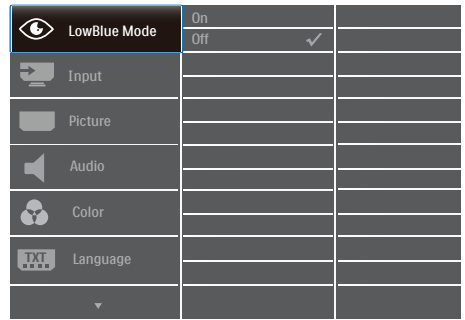 LowBlue Mode
On
Off
Input
Picture
Audio
Color
TXT
Language